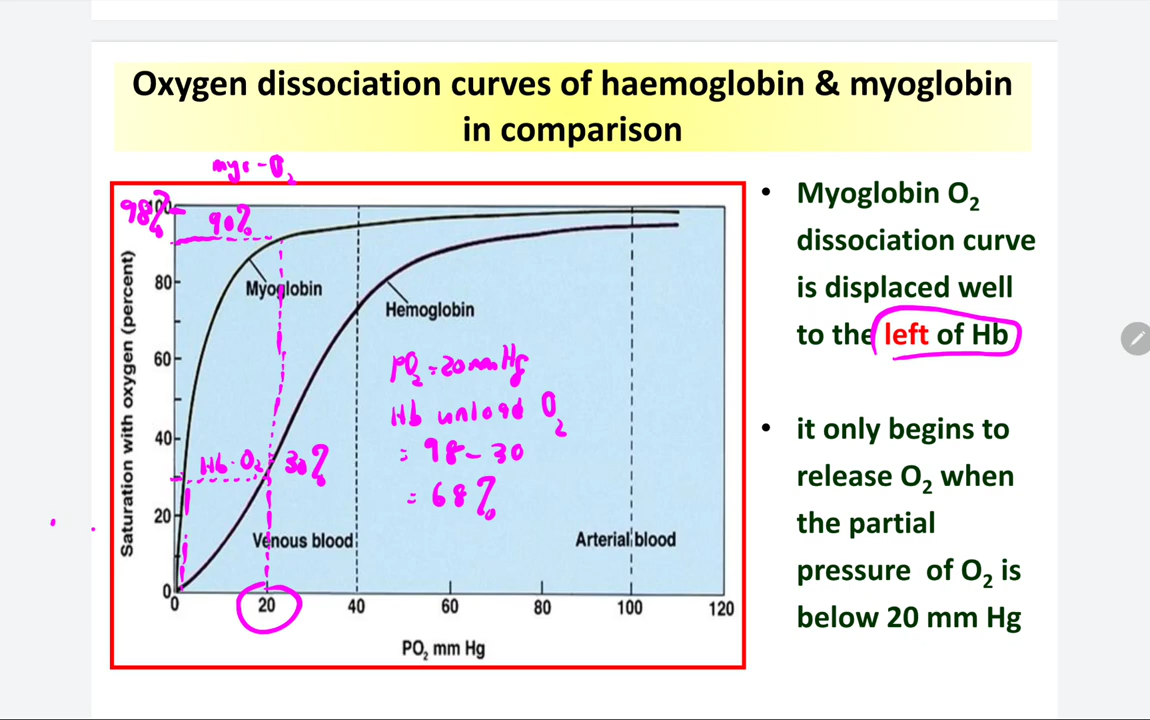 Oxygen dissociation curves of haemoglobin & myoglobin
in comparison
myo-O₂
98%
100
90%
80
60
40
20
0
Saturation with oxygen (percent)
Myoglobin
Hemoglobin
PO₂ = 20 mmHg
Hb unload O₂
= 98 - 30
= 68%
Hb-O₂ 30%
Venous blood
Arterial blood
0 20 40 60 80 100 120
PO₂ mm Hg
• Myoglobin O₂
dissociation curve
is displaced well
to the left of Hb
• it only begins to
release O₂ when
the partial
pressure of O₂ is
below 20 mm Hg